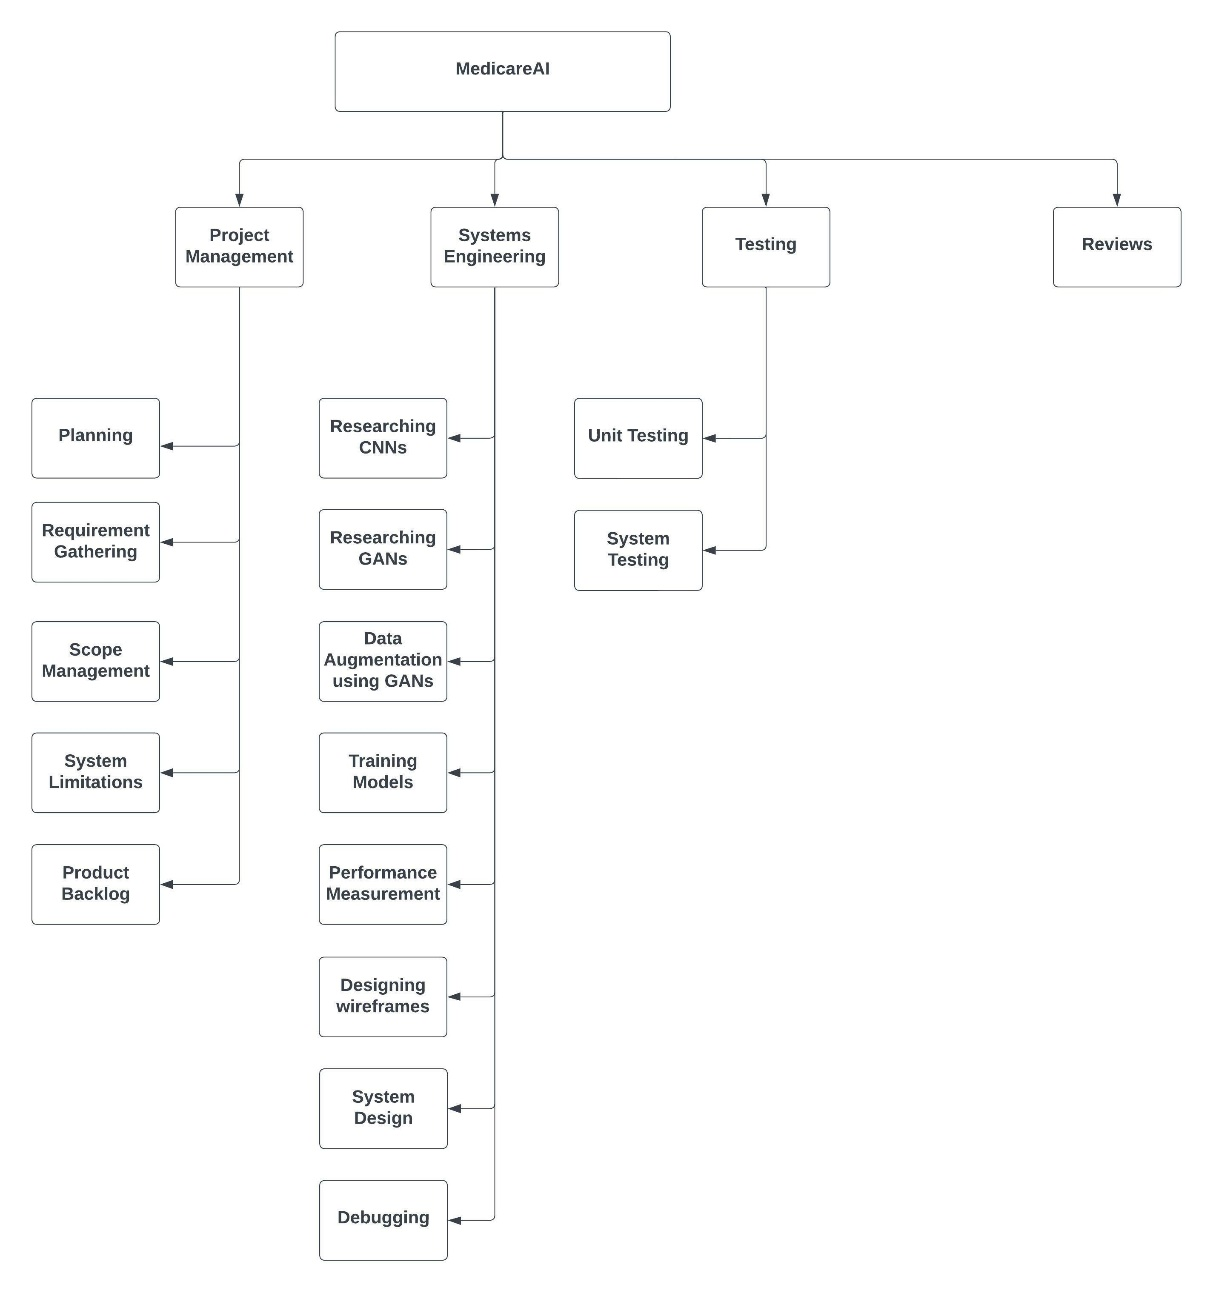 MedicareAI
Project
Management
Systems
Engineering
Testing
Reviews
Planning
Requirement
Gathering
Scope
Management
System
Limitations
Product
Backlog
Researching
CNNs
Researching
GANs
Data
Augmentation
using GANs
Training
Models
Performance
Measurement
Designing
wireframes
System
Design
Debugging
Unit Testing
System
Testing